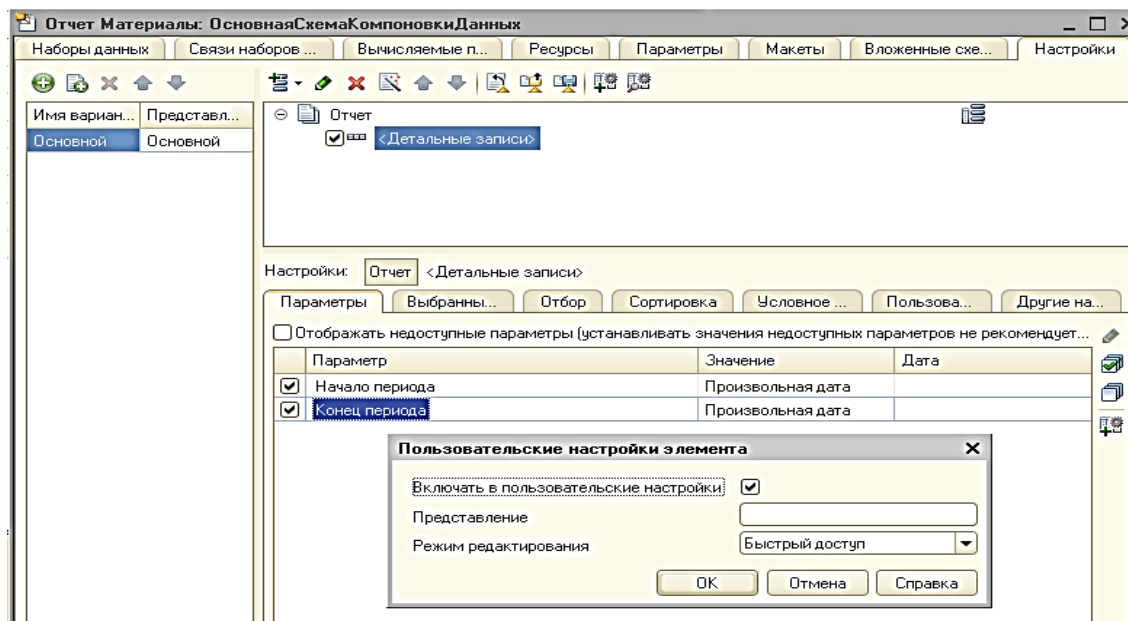 Отчет Материалы: ОсновнаяСхемаКомпоновкиДанных
Наборы данных Связи наборов ... Вычисляемые п... Ресурсы Параметры Макеты Вложенные схе... Настройки
Имя вариан... Представл...
Основной Основной
Отчет
<Детальные записи>
Настройки: Отчет <Детальные записи>
Параметры Выбранны... Отбор Сортировка Условное ... Пользова... Другие на...
Отображать недоступные параметры (устанавливать значения недоступных параметров не рекомендует...
Параметр Значение Дата
Начало периода Произвольная дата
Конец периода Произвольная дата
Пользовательские настройки элемента
Включать в пользовательские настройки
Представление
Режим редактирования Быстрый доступ
OK Отмена Справка